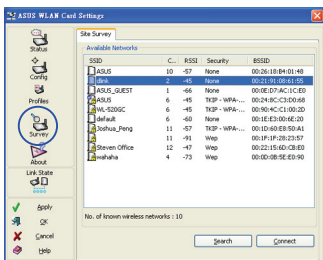 ASUS WLAN Card Settings
Status
Config
Profiles
Survey
About
Link State
Apply
OK
Cancel
Help
Site Survey
Available Networks
SSID C... RSSI Security BSSID
ASUS 10 -57 None 00:26:18:B4:01:48
dlink 2 -45 None 00:21:91:08:61:55
ASUS_GUEST 1 -66 None 00:0E:D7:AC:1C:E0
ASUS 6 -45 TKIP - WPA-... 00:24:8C:C3:D0:68
WL-520GC 6 -45 TKIP - WPA-... 00:90:4C:C1:00:2D
default 6 -60 None 00:1E:E3:00:6E:20
Joshua_Peng 11 -57 TKIP - WPA-... 00:1D:60:E8:50:A1
11 -91 Wep 00:1F:1F:28:23:57
Steven Office 12 -47 Wep 00:22:15:6D:CB:E0
wahaha 4 -73 Wep 00:0D:0B:5E:E0:90
No. of known wireless networks : 10
Search
Connect